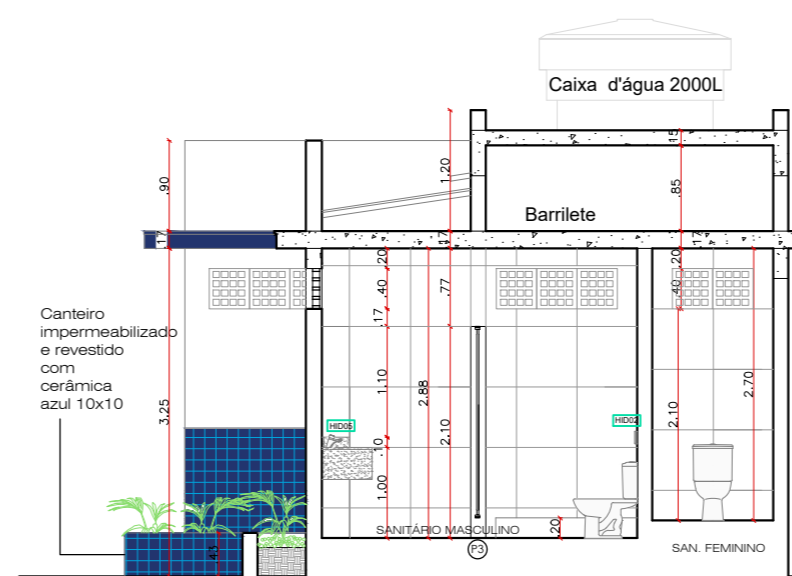 Caixa d'água 2000L
.15
1.20
.90
.85
Barrilete
.17
.17
.17
.20
.20
.40
.77
.40
.17
Canteiro
impermeabilizado
e revestido
com
cerâmica
azul 10x10
1.10
2.88
2.70
3.25
HID05
HID02
2.10
2.10
.10
1.00
SANITÁRIO MASCULINO
.20
P3
SAN. FEMININO
.43